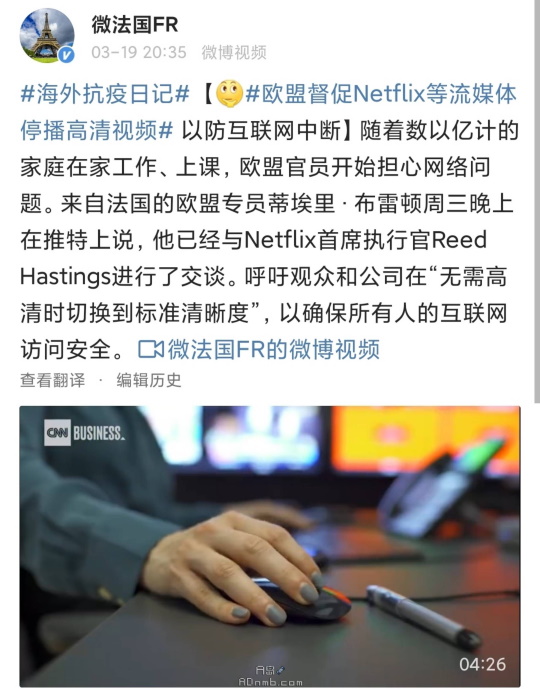 微法国FR
03-19 20:35 微博视频
#海外抗疫日记#【#欧盟督促Netflix等流媒体
停播高清视频# 以防互联网中断】随着数以亿计的
家庭在家工作、上课，欧盟官员开始担心网络问
题。来自法国的欧盟专员蒂埃里·布雷顿周三晚上
在推特上说，他已经与Netflix首席执行官Reed
Hastings进行了交谈。呼吁观众和公司在“无需高
清时切换到标准清晰度”，以确保所有人的互联网
访问安全。微法国FR的微博视频
查看翻译 · 编辑历史
CNN BUSINESS
04:26
A岛
ADnmb.com